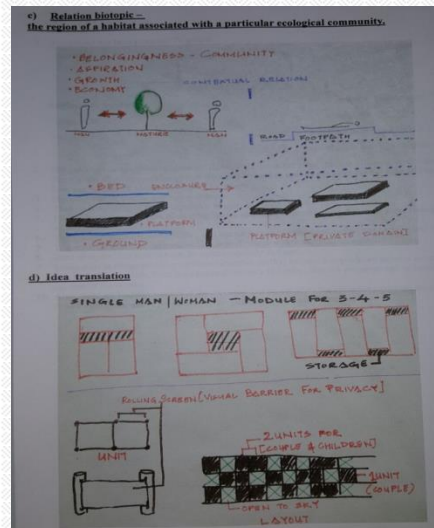 c) Relation biotopic –
the region of a habitat associated with a particular ecological community.
• BELONGINGNESS - COMMUNITY
• ASPIRATION
• GROWTH
• ECONOMY
CONTEXTUAL RELATION
MAN
NATURE
MAN
ROAD
FOOTPATH
• BED
ENCLOSURE
• PLATFORM
• GROUND
PLATFORM [PRIVATE DOMAIN]
d) Idea translation
SINGLE MAN | WOMAN - MODULE FOR 3-4-5
STORAGE
ROLLING SCREEN [VISUAL BARRIER FOR PRIVACY]
UNIT
2 UNITS FOR
[COUPLE & CHILDREN]
1 UNIT
(COUPLE)
OPEN TO SKY
LAYOUT